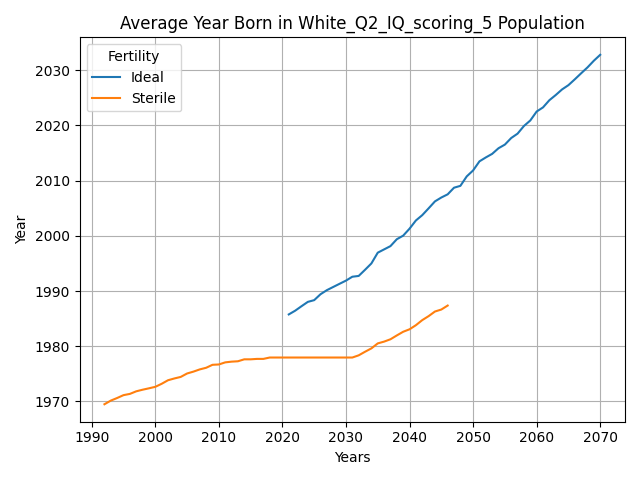 Average Year Born in White_Q2_IQ_scoring_5 Population
Fertility
Ideal
Sterile
Year
2030
2020
2010
2000
1990
1980
1970
1990 2000 2010 2020 2030 2040 2050 2060 2070
Years